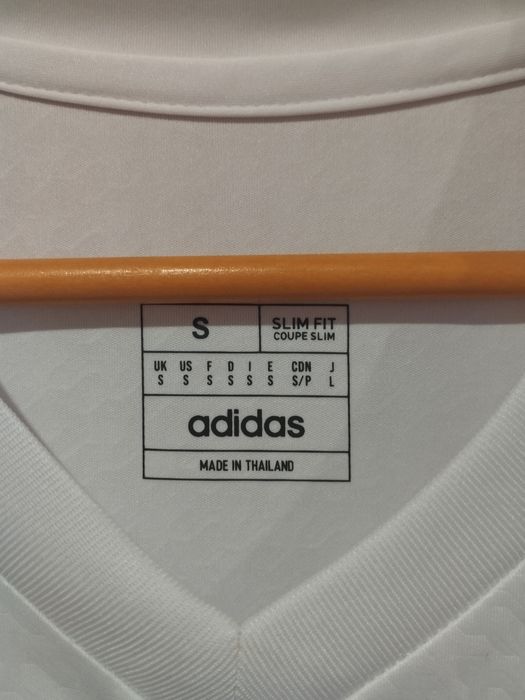 S
SLIM FIT
COUPE SLIM
UK US F D I E CDN J
S S S S S S S/P L
adidas
MADE IN THAILAND